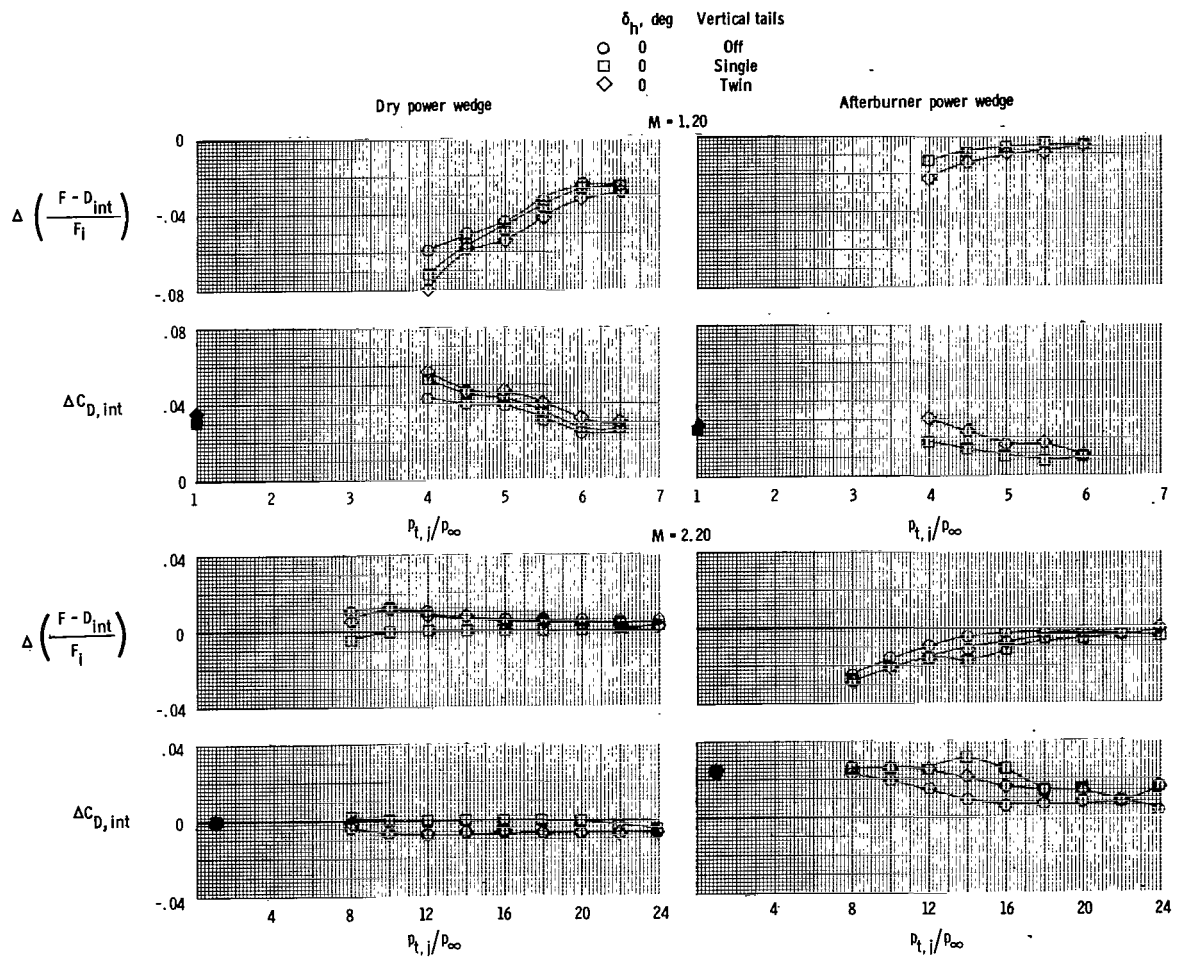 δh, deg Vertical tails
0 Off
0 Single
0 Twin
Dry power wedge Afterburner power wedge
M = 1.20
0
Δ ( F - Dint / Fi )
-.04
-.08
.08
ΔCD, int
.04
0
1 2 3 4 5 6 7 1 2 3 4 5 6 7
pt, j/p∞ pt, j/p∞
M = 2.20
.04
Δ ( F - Dint / Fi )
0
-.04
.04
ΔCD, int
0
-.04
4 8 12 16 20 24 4 8 12 16 20 24
pt, j/p∞ pt, j/p∞